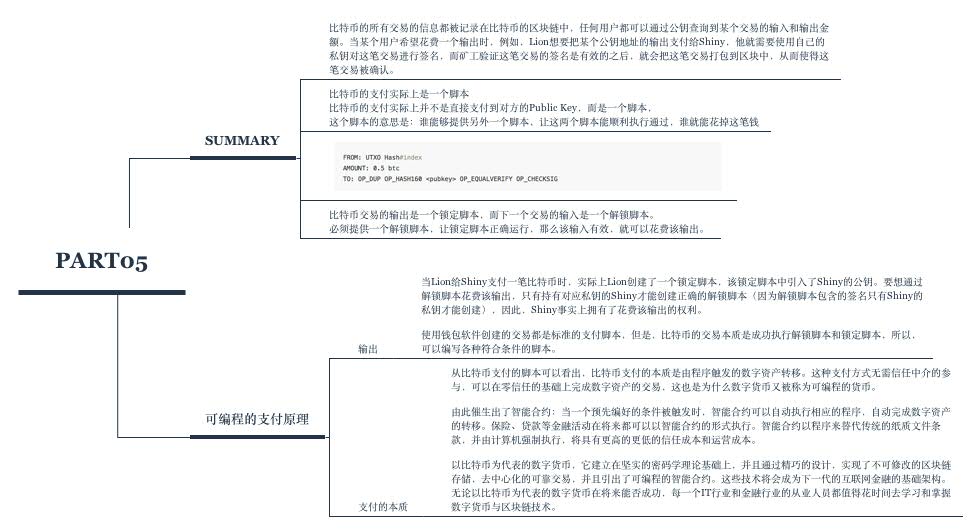 比特币的所有交易的信息都被记录在比特币的区块链中，任何用户都可以通过公钥查询到某个交易的输入和输出金
额。当某个用户希望花费一个输出时，例如，Lion想要把某个公钥地址的输出支付给Shiny，他就需要使用自己的
私钥对这笔交易进行签名，而矿工验证这笔交易的签名是有效的之后，就会把这笔交易打包到区块中，从而使得这
笔交易被确认。
比特币的支付实际上是一个脚本
比特币的支付实际上并不是直接支付到对方的Public Key，而是一个脚本，
这个脚本的意思是：谁能够提供另外一个脚本，让这两个脚本能顺利执行通过，谁就能花掉这笔钱
SUMMARY
FROM: UTXO Hash#index
AMOUNT: 0.5 btc
TO: OP_DUP OP_HASH160 <pubkey> OP_EQUALVERIFY OP_CHECKSIG
比特币交易的输出是一个锁定脚本，而下一个交易的输入是一个解锁脚本。
必须提供一个解锁脚本，让锁定脚本正确运行，那么该输入有效，就可以花费该输出。
PART05
当Lion给Shiny支付一笔比特币时，实际上Lion创建了一个锁定脚本，该锁定脚本中引入了Shiny的公钥。要想通过
解锁脚本花费该输出，只有持有对应私钥的Shiny才能创建正确的解锁脚本（因为解锁脚本包含的签名只有Shiny的
私钥才能创建），因此，Shiny事实上拥有了花费该输出的权利。
使用钱包软件创建的交易都是标准的支付脚本，但是，比特币的交易本质是成功执行解锁脚本和锁定脚本，所以，
可以编写各种符合条件的脚本。
输出
从比特币支付的脚本可以看出，比特币支付的本质是由程序触发的数字资产转移。这种支付方式无需信任中介的参
与，可以在零信任的基础上完成数字资产的交易，这也是为什么数字货币又被称为可编程的货币。
可编程的支付原理
由此催生出了智能合约：当一个预先编好的条件被触发时，智能合约可以自动执行相应的程序，自动完成数字资产
的转移。保险、贷款等金融活动在将来都可以以智能合约的形式执行。智能合约以程序来替代传统的纸质文件条
款，并由计算机强制执行，将具有更高的更低的信任成本和运营成本。
以比特币为代表的数字货币，它建立在坚实的密码学理论基础上，并且通过精巧的设计，实现了不可修改的区块链
存储，去中心化的可靠交易，并且引出了可编程的智能合约。这些技术将会成为下一代的互联网金融的基础架构。
无论以比特币为代表的数字货币在将来能否成功，每一个IT行业和金融行业的从业人员都值得花时间去学习和掌握
数字货币与区块链技术。
支付的本质